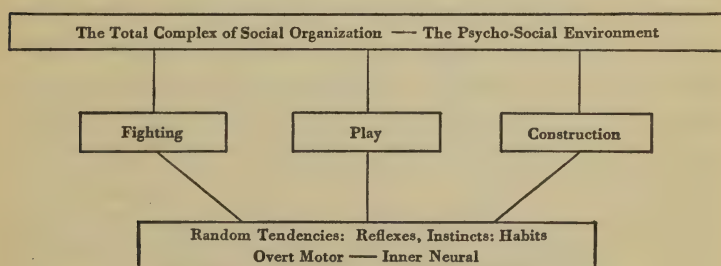 The Total Complex of Social Organization — The Psycho-Social Environment
Fighting
Play
Construction
Random Tendencies: Reflexes, Instincts: Habits
Overt Motor — Inner Neural